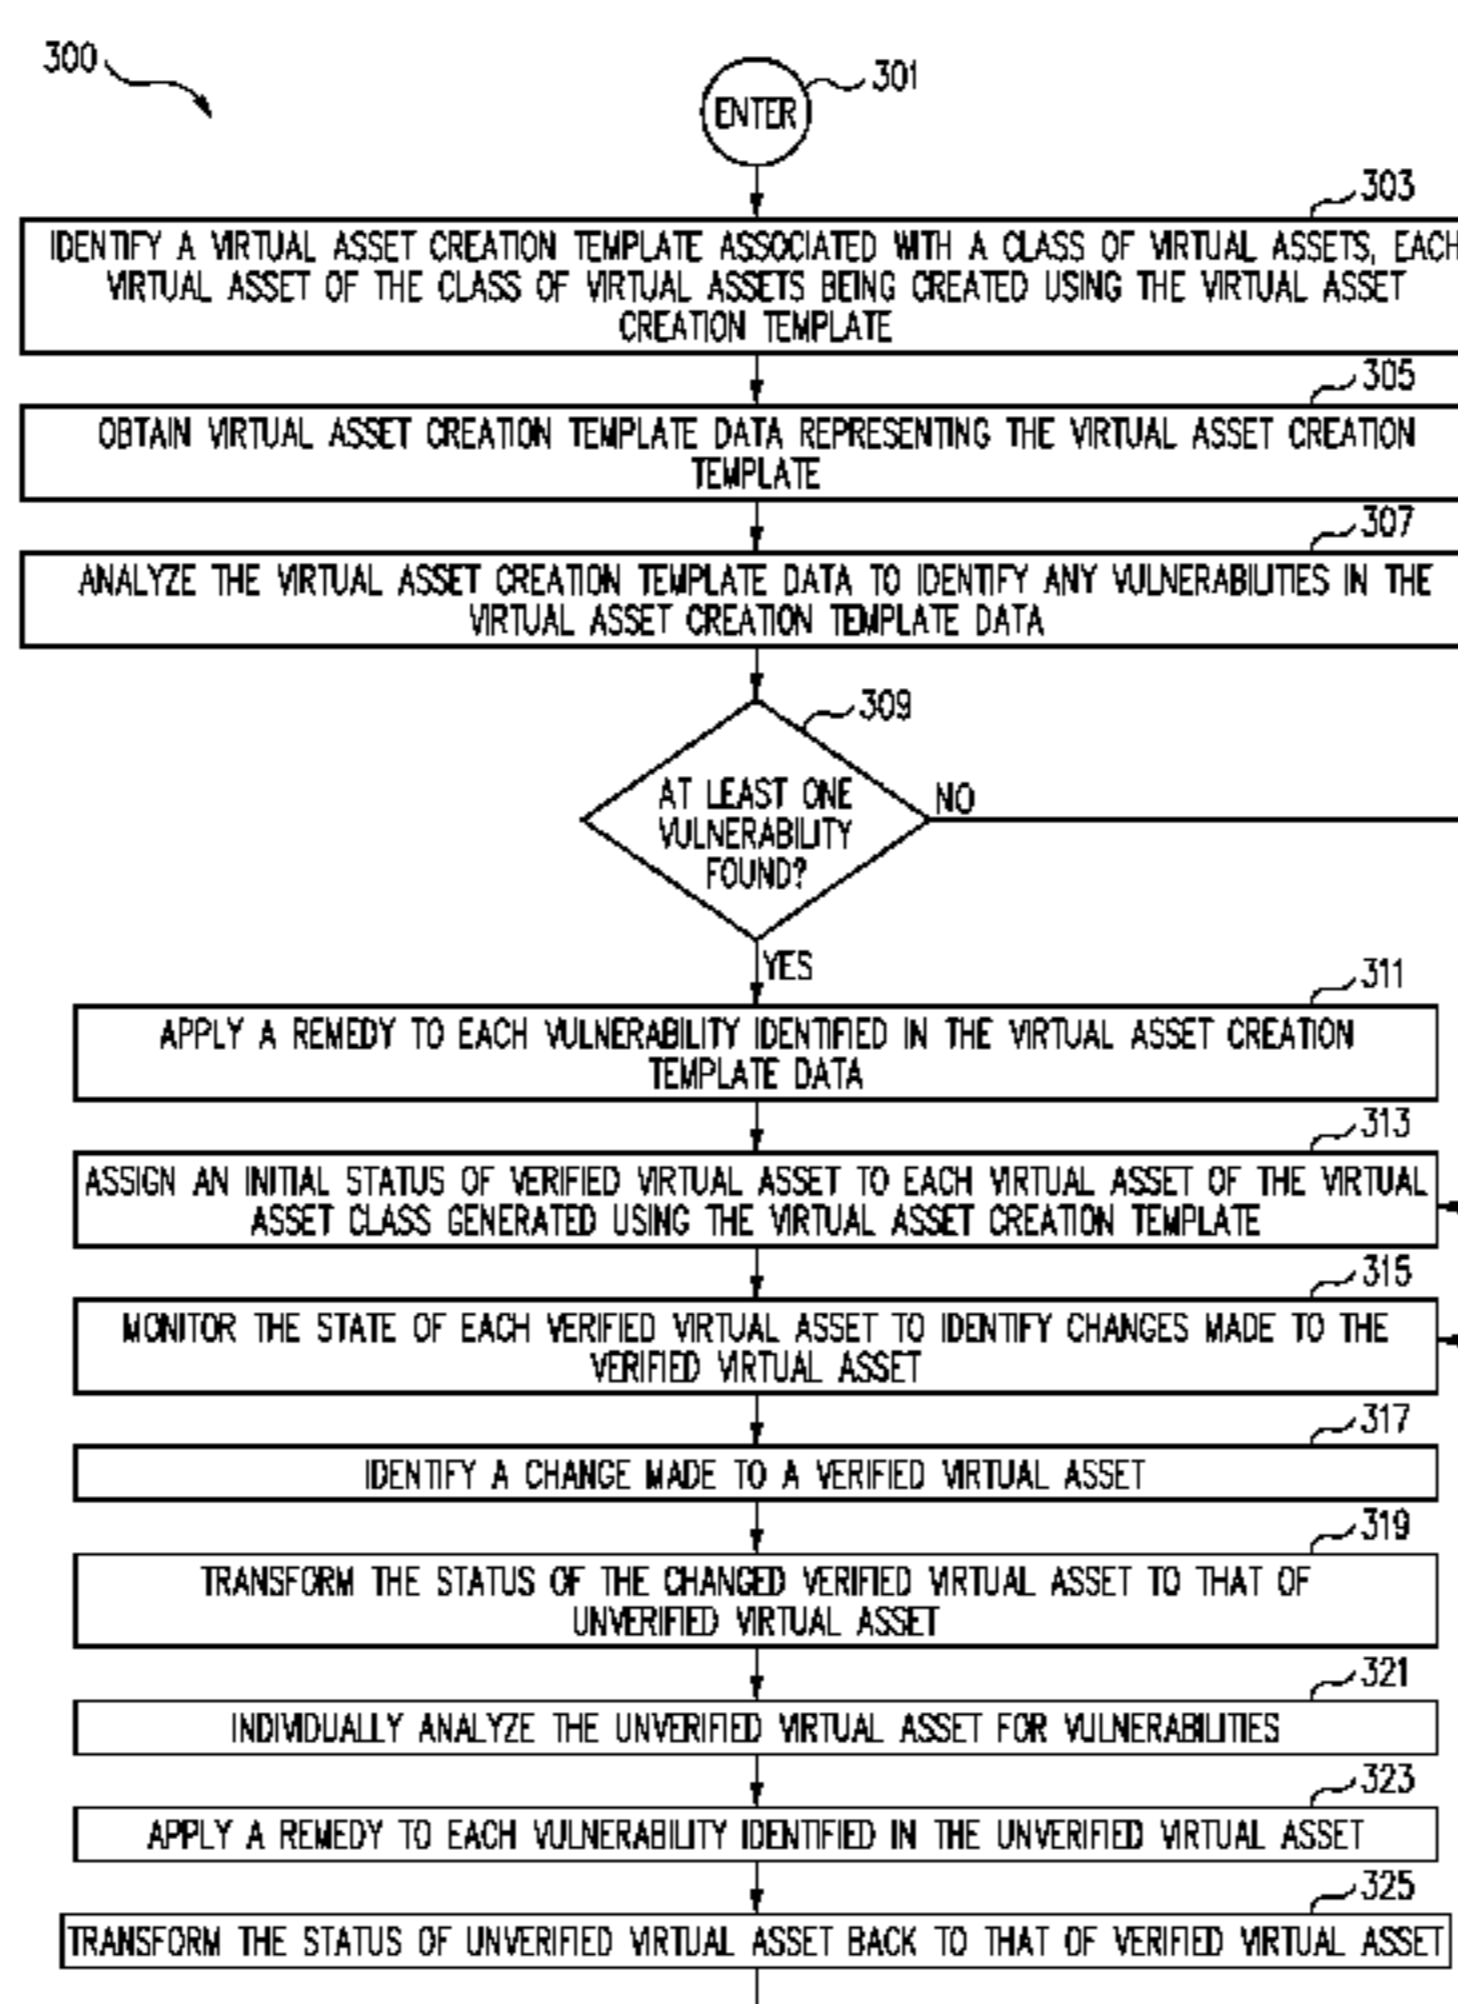 300
301
ENTER
303
IDENTIFY A VIRTUAL ASSET CREATION TEMPLATE ASSOCIATED WITH A CLASS OF VIRTUAL ASSETS, EACH
VIRTUAL ASSET OF THE CLASS OF VIRTUAL ASSETS BEING CREATED USING THE VIRTUAL ASSET
CREATION TEMPLATE
305
OBTAIN VIRTUAL ASSET CREATION TEMPLATE DATA REPRESENTING THE VIRTUAL ASSET CREATION
TEMPLATE
307
ANALYZE THE VIRTUAL ASSET CREATION TEMPLATE DATA TO IDENTIFY ANY VULNERABILITIES IN THE
VIRTUAL ASSET CREATION TEMPLATE DATA
309
AT LEAST ONE
VULNERABILITY
FOUND?
NO
YES
311
APPLY A REMEDY TO EACH VULNERABILITY IDENTIFIED IN THE VIRTUAL ASSET CREATION
TEMPLATE DATA
313
ASSIGN AN INITIAL STATUS OF VERIFIED VIRTUAL ASSET TO EACH VIRTUAL ASSET OF THE VIRTUAL
ASSET CLASS GENERATED USING THE VIRTUAL ASSET CREATION TEMPLATE
315
MONITOR THE STATE OF EACH VERIFIED VIRTUAL ASSET TO IDENTIFY CHANGES MADE TO THE
VERIFIED VIRTUAL ASSET
317
IDENTIFY A CHANGE MADE TO A VERIFIED VIRTUAL ASSET
319
TRANSFORM THE STATUS OF THE CHANGED VERIFIED VIRTUAL ASSET TO THAT OF
UNVERIFIED VIRTUAL ASSET
321
INDIVIDUALLY ANALYZE THE UNVERIFIED VIRTUAL ASSET FOR VULNERABILITIES
323
APPLY A REMEDY TO EACH VULNERABILITY IDENTIFIED IN THE UNVERIFIED VIRTUAL ASSET
325
TRANSFORM THE STATUS OF UNVERIFIED VIRTUAL ASSET BACK TO THAT OF VERIFIED VIRTUAL ASSET